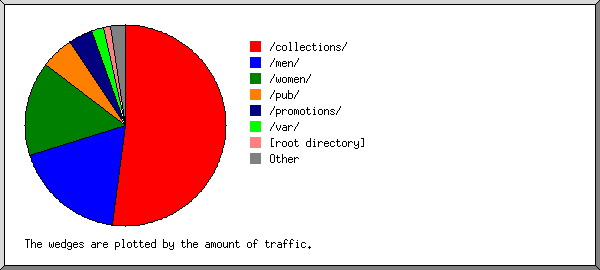 /collections/
/men/
/women/
/pub/
/promotions/
/var/
[root directory]
Other
The wedges are plotted by the amount of traffic.